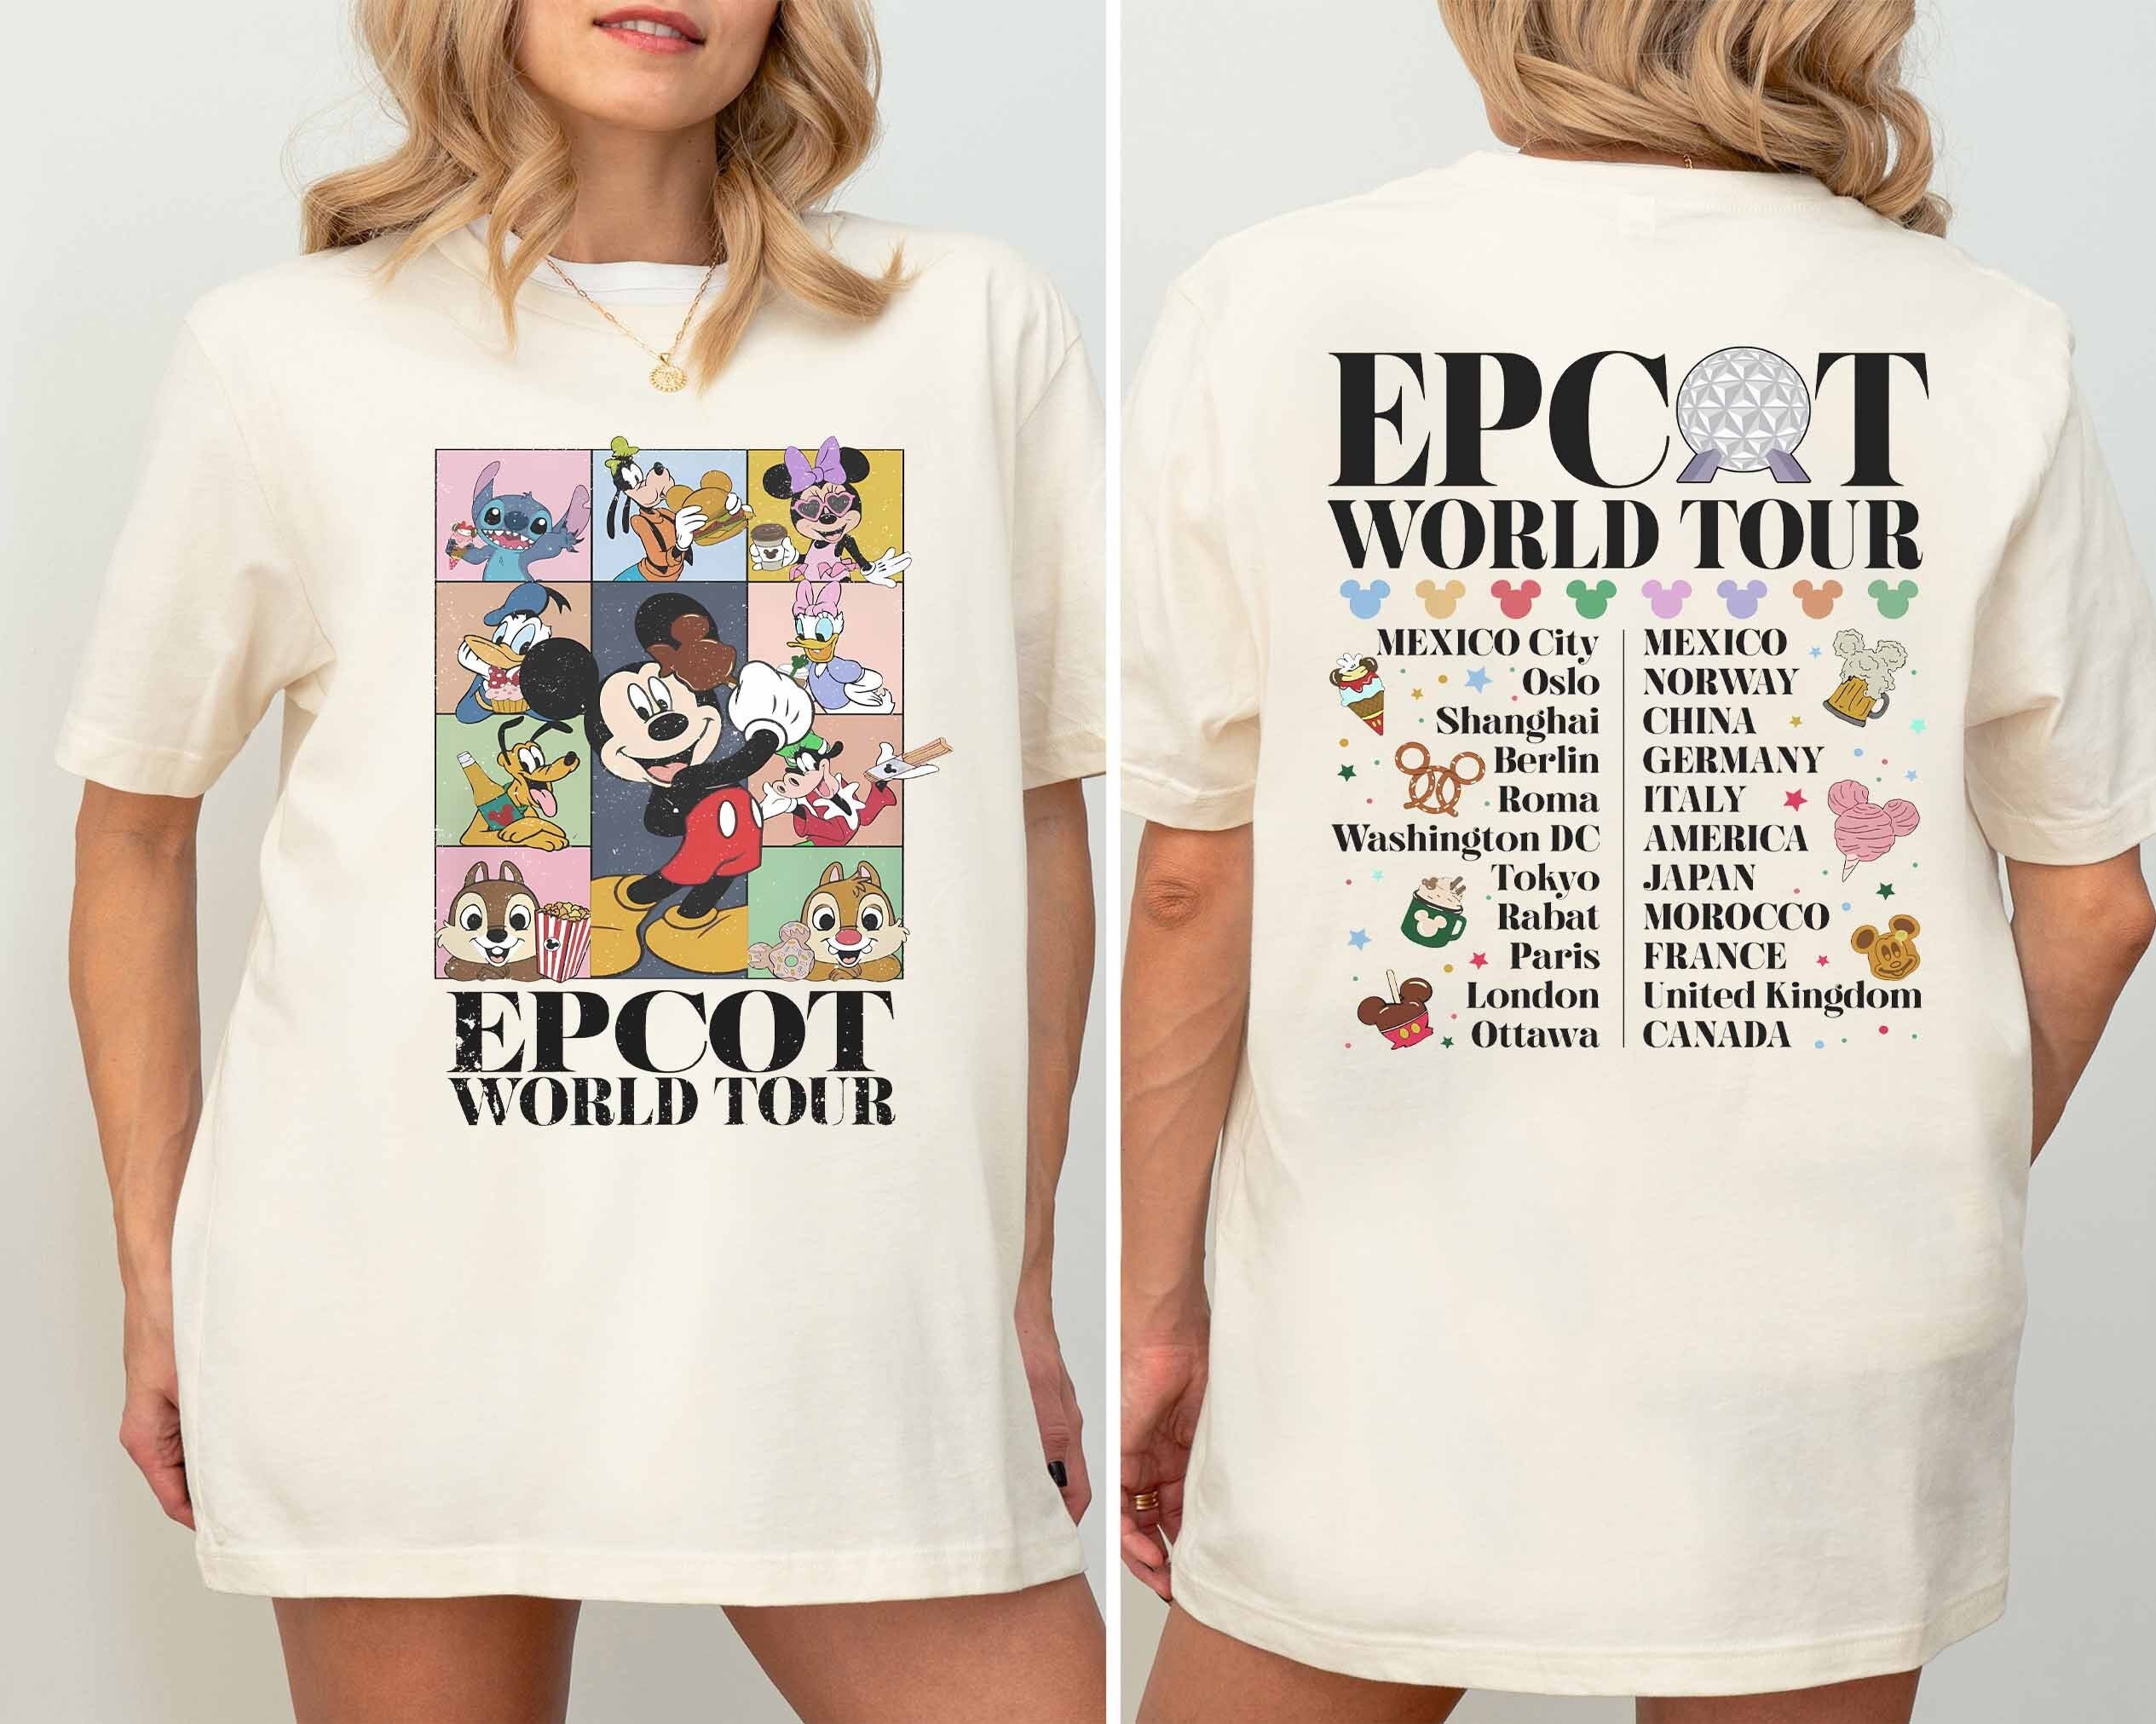 EPCOT
WORLD TOUR
EPCOT
WORLD TOUR
MEXICO City | MEXICO
Oslo | NORWAY
Shanghai | CHINA
Berlin | GERMANY
Roma | ITALY
Washington DC | AMERICA
Tokyo | JAPAN
Rabat | MOROCCO
Paris | FRANCE
London | United Kingdom
Ottawa | CANADA